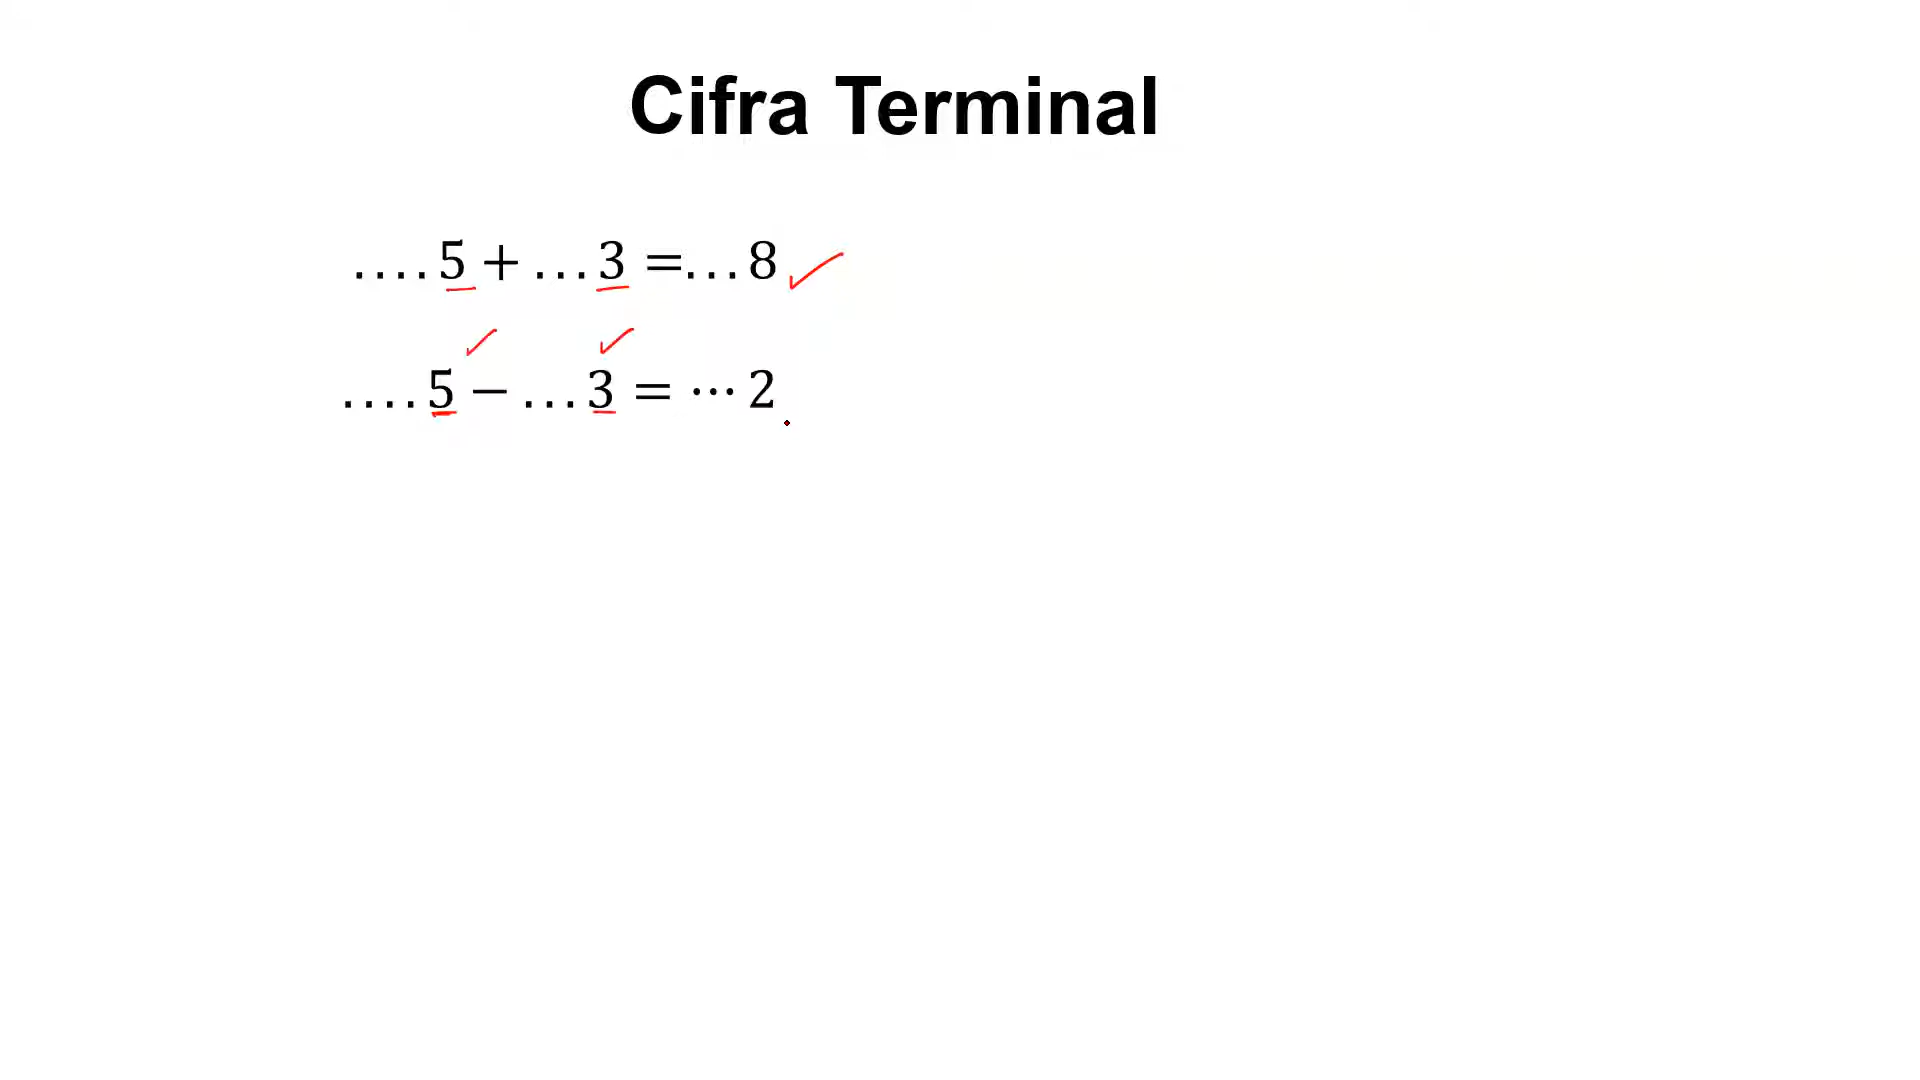 Cifra Terminal
....5 + ...3 =...8
....5 − ...3 = ⋯2